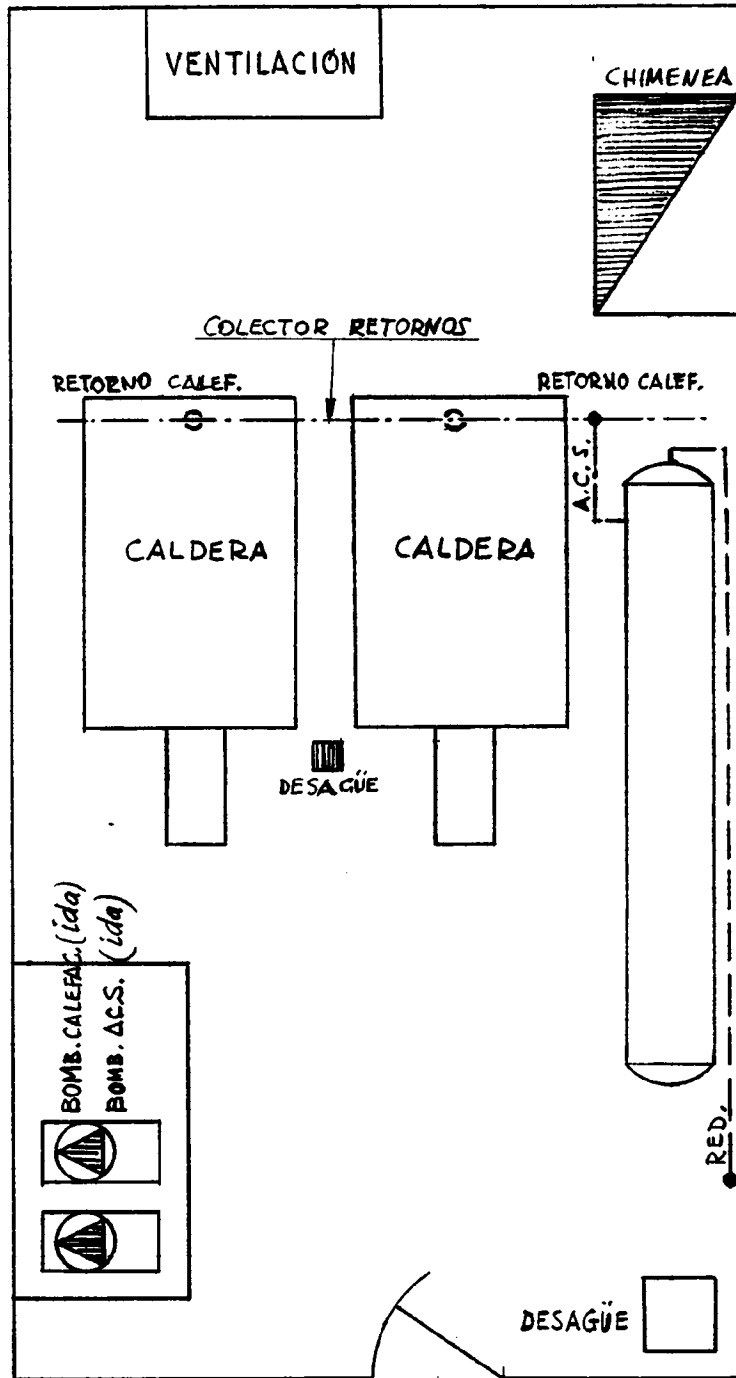 VENTILACIÓN
CHIMENEA
COLECTOR RETORNOS
RETORNO CALEF.
RETORNO CALEF.
A.C.S.
CALDERA
CALDERA
DESAGÜE
BOMB. CALEFAC. (ida)
BOMB. A.C.S. (ida)
RED.
DESAGÜE